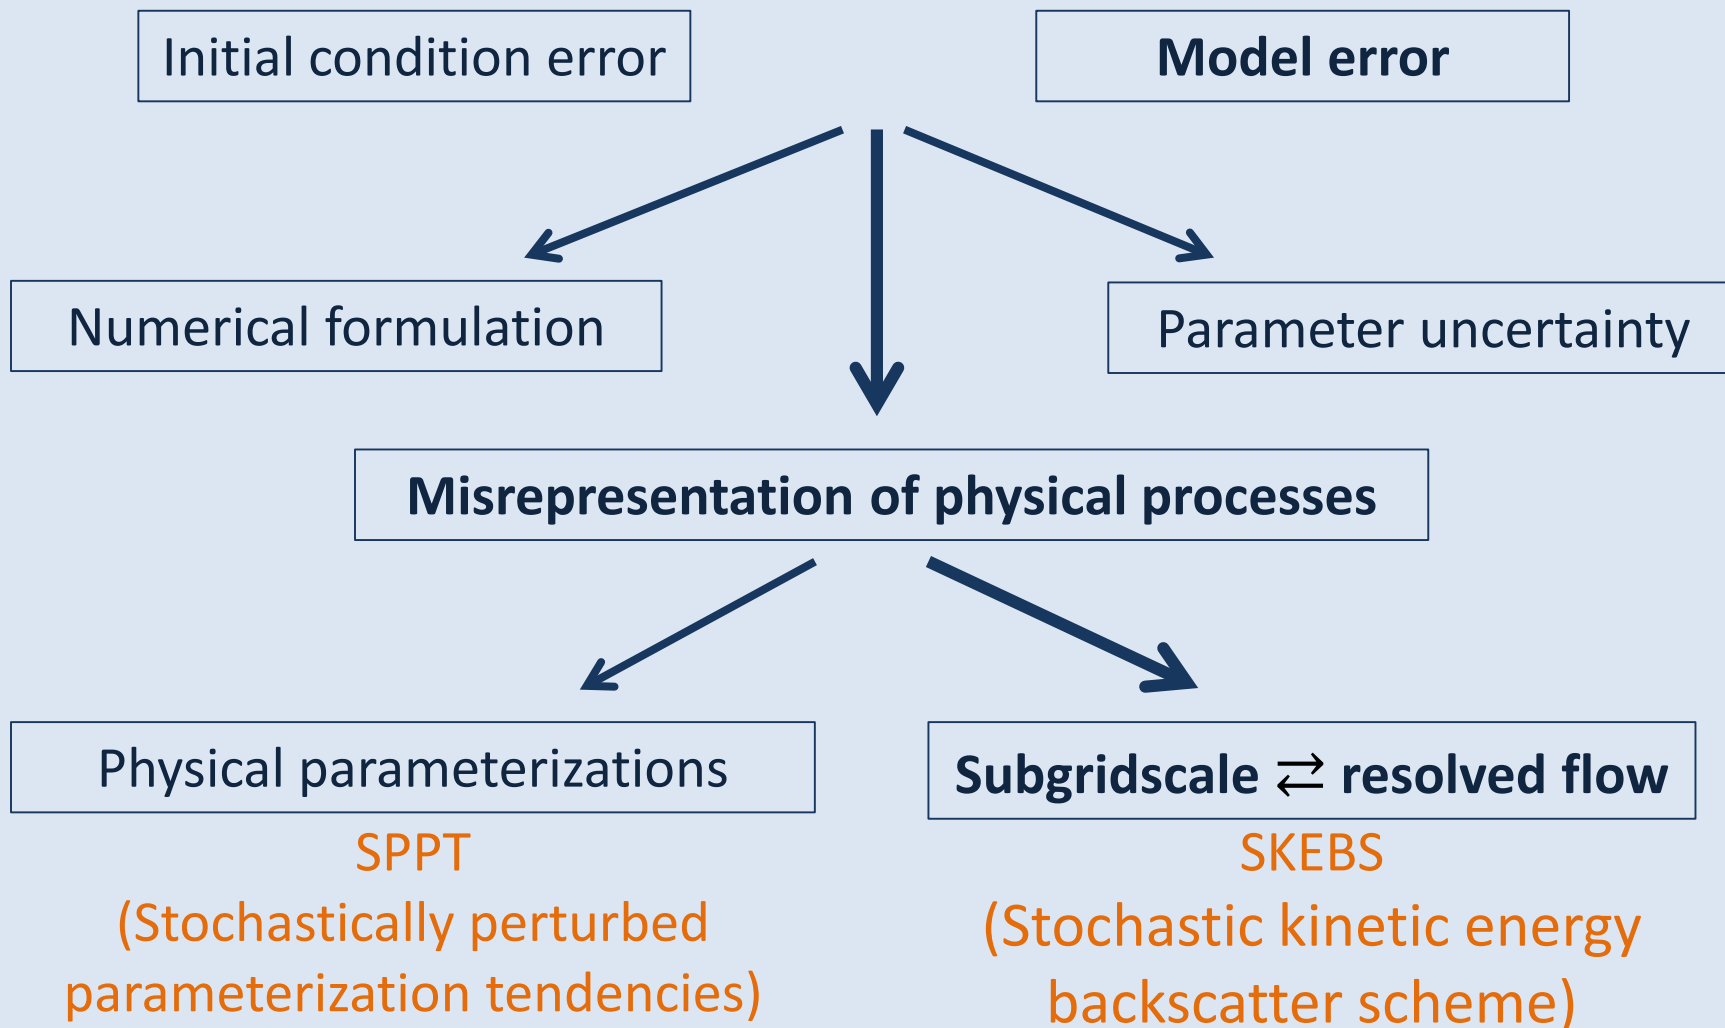 Initial condition error
Model error
Numerical formulation
Parameter uncertainty
Misrepresentation of physical processes
Physical parameterizations
Subgridscale ⇄ resolved flow
SPPT
(Stochastically perturbed
parameterization tendencies)
SKEBS
(Stochastic kinetic energy
backscatter scheme)